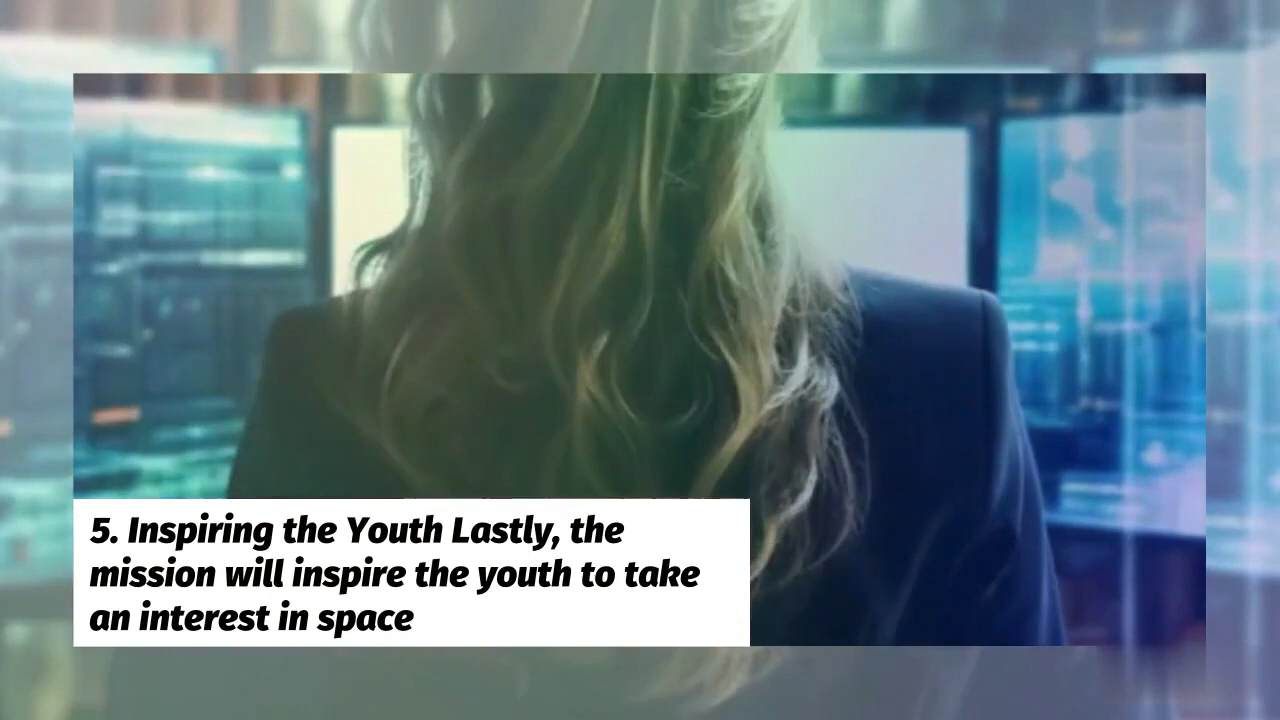 5. Inspiring the Youth Lastly, the
mission will inspire the youth to take
an interest in space